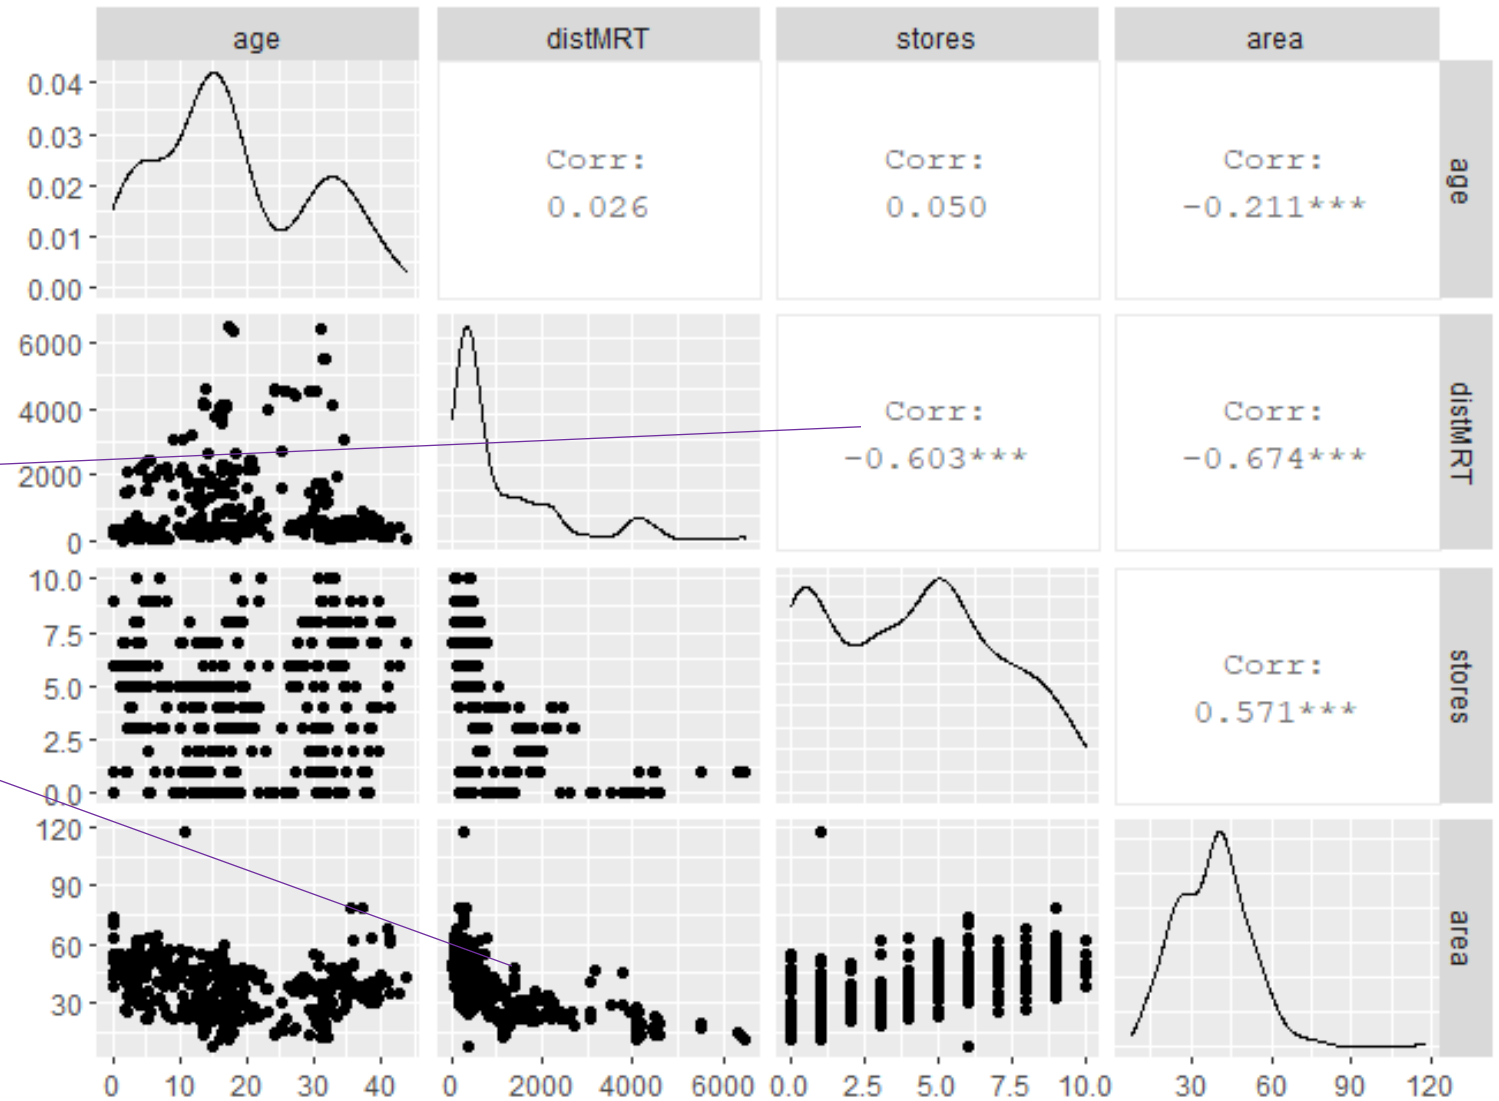 age distMRT stores area
0.04
0.03
0.02
0.01
0.00
Corr:
0.026
Corr:
0.050
Corr:
-0.211***
age
6000
4000
2000
0
Corr:
-0.603***
Corr:
-0.674***
distMRT
10.0
7.5
5.0
2.5
0.0
Corr:
0.571***
stores
120
90
60
30
area
0 10 20 30 40
0 2000 4000 6000
0.0 2.5 5.0 7.5 10.0
30 60 90 120